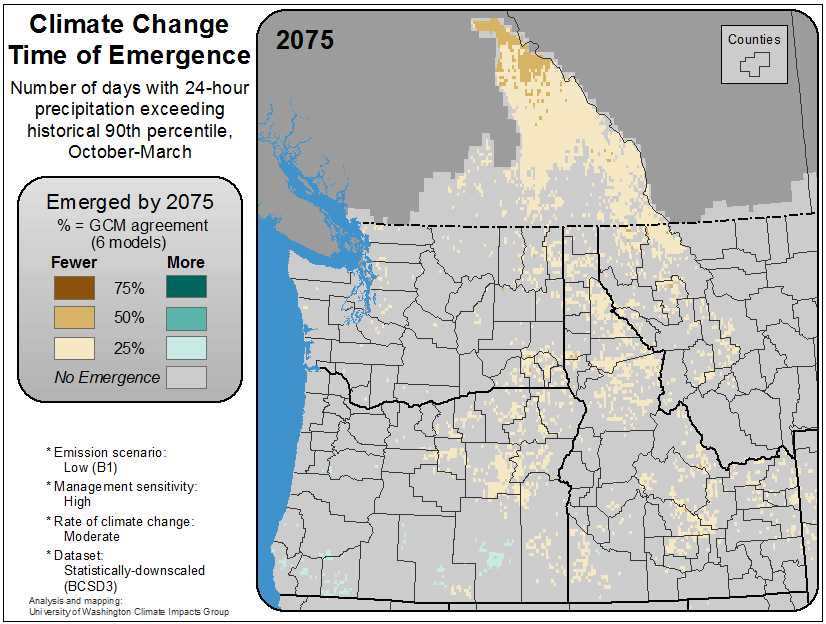 Climate Change
Time of Emergence
Number of days with 24-hour
precipitation exceeding
historical 90th percentile,
October-March
Emerged by 2075
% = GCM agreement
(6 models)
Fewer More
75%
50%
25%
No Emergence
* Emission scenario:
Low (B1)
* Management sensitivity:
High
* Rate of climate change:
Moderate
* Dataset:
Statistically-downscaled
(BCSD3)
Analysis and mapping:
University of Washington Climate Impacts Group
2075
Counties